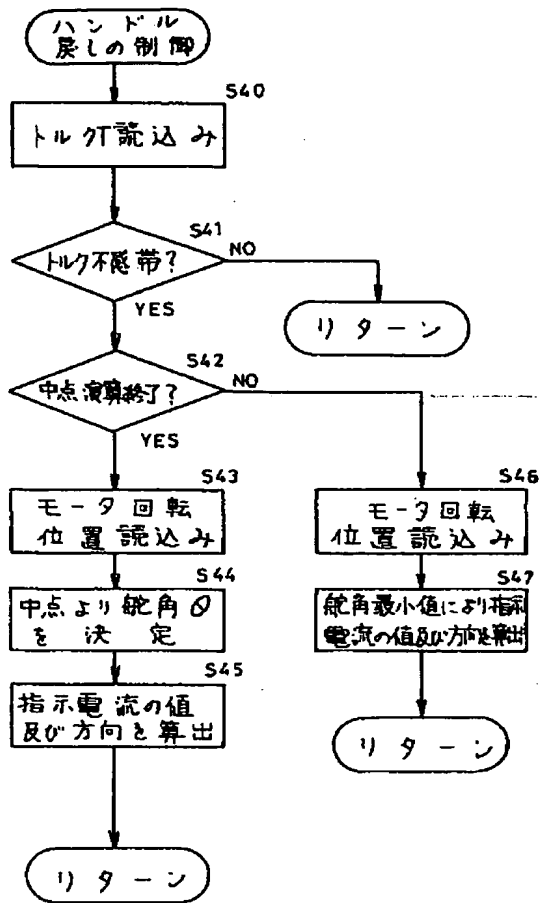 ハンドル
戻しの制御
S40
トルクT読込み
S41
トルク不感帯?
NO
YES
リターン
S42
中点演算終了?
NO
YES
S43
モータ回転
位置読込み
S46
モータ回転
位置読込み
S44
中点より舵角θ
を決定
S47
舵角最小値により指示
電流の値及び方向を算出
S45
指示電流の値
及び方向を算出
リターン
リターン